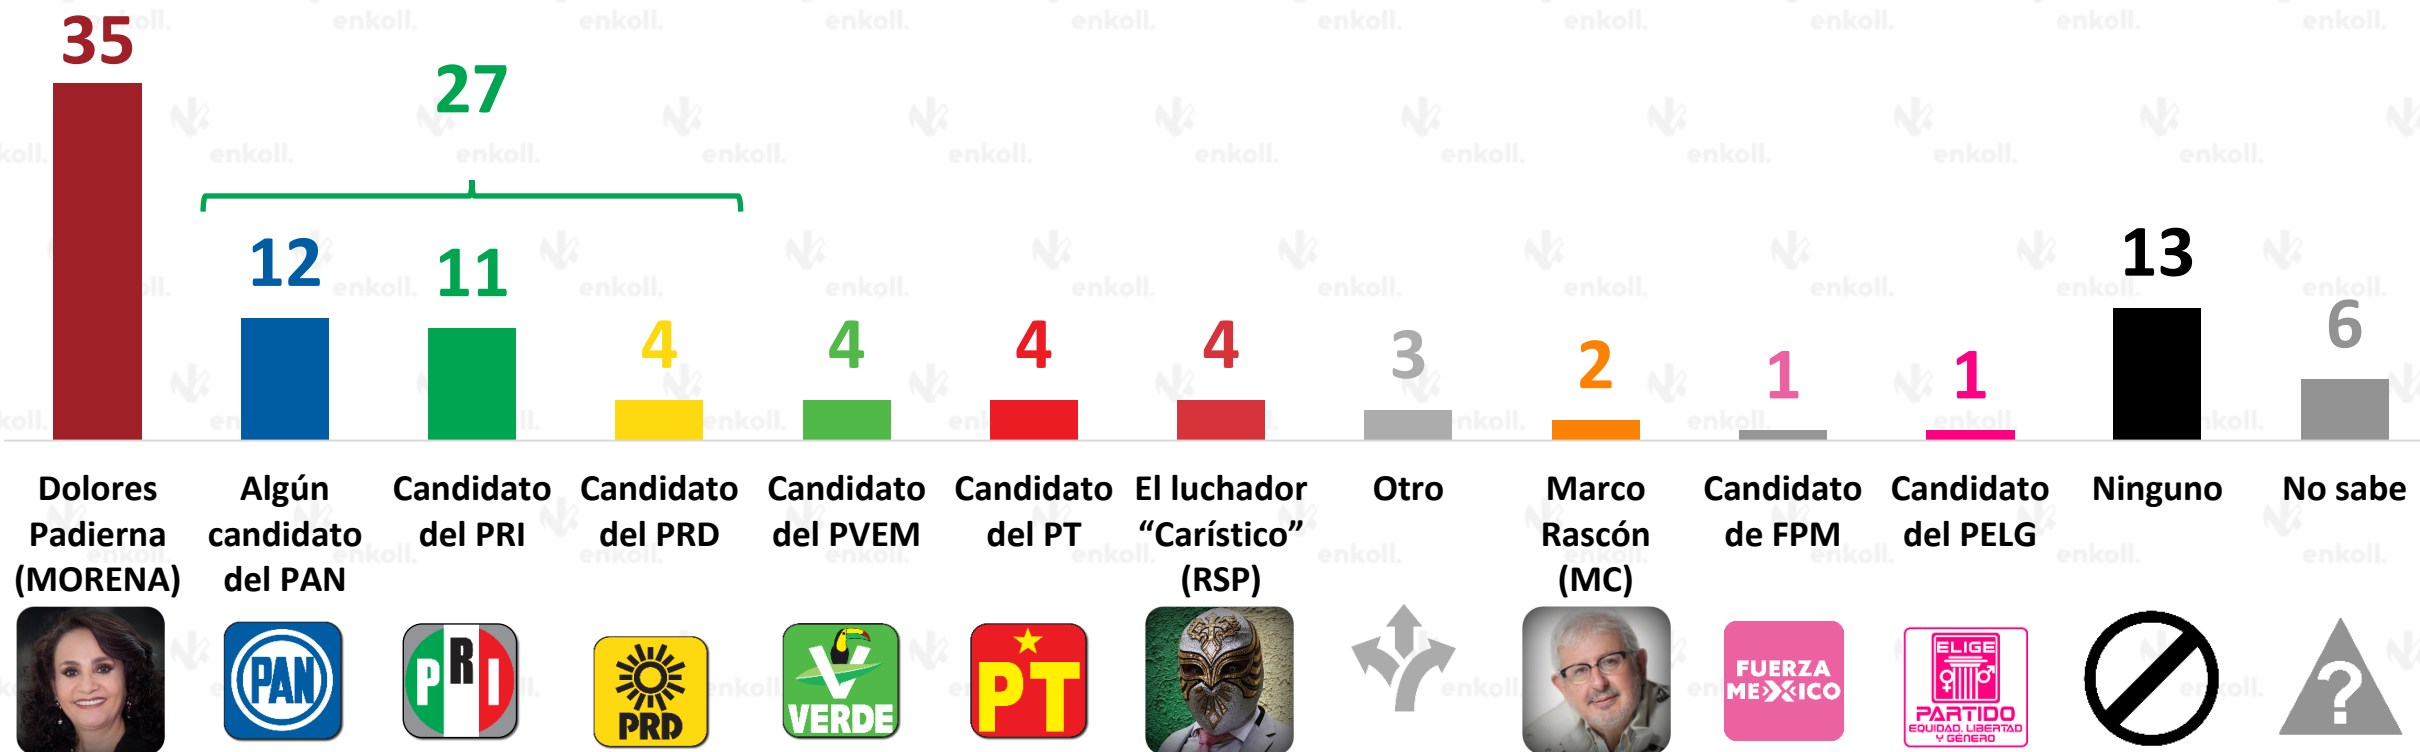 35
27
12
11
4
4
4
4
3
2
1
1
13
6
Dolores
Padierna
(MORENA)
Algún
candidato
del PAN
Candidato
del PRI
Candidato
del PRD
Candidato
del PVEM
Candidato
del PT
El luchador
“Carístico”
(RSP)
Otro
Marco
Rascón
(MC)
Candidato
de FPM
Candidato
del PELG
Ninguno
No sabe
PAN
PRI
PRD
VERDE
PT
FUERZA
MEXICO
ELIGE
PARTIDO
EQUIDAD, LIBERTAD
Y GÉNERO
?
enkoll.